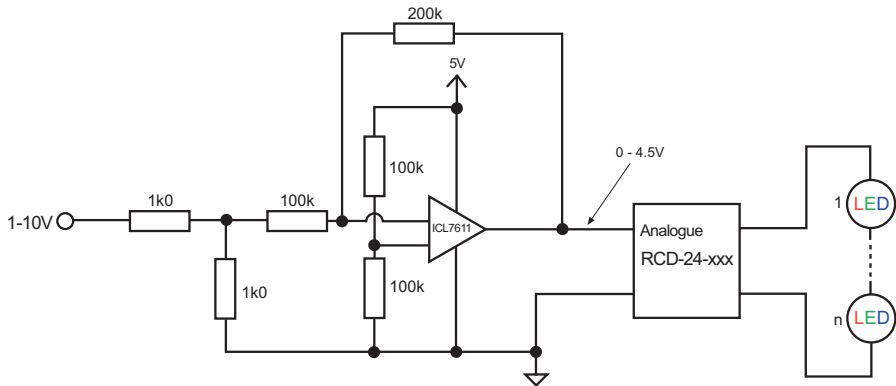 200k
5V
100k
0 - 4.5V
1k0
100k
1-10V
ICL7611
1
LED
Analogue
RCD-24-xxx
1k0
100k
n
LED